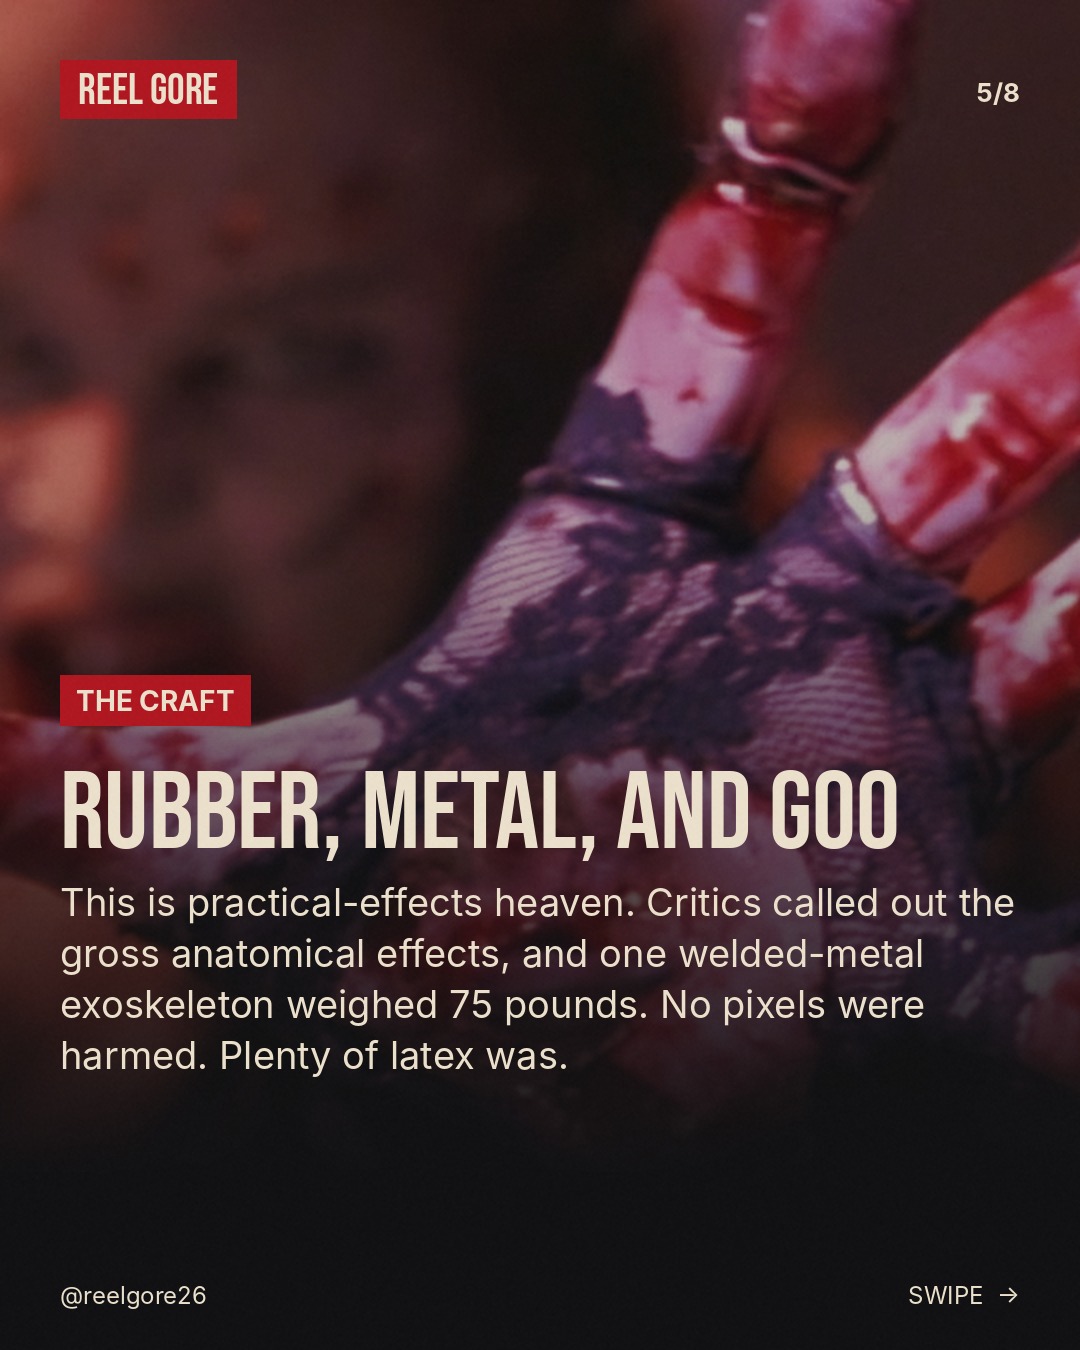 REEL GORE
5/8
THE CRAFT
RUBBER, METAL, AND GOO
This is practical-effects heaven. Critics called out the
gross anatomical effects, and one welded-metal
exoskeleton weighed 75 pounds. No pixels were
harmed. Plenty of latex was.
@reelgore26
SWIPE →